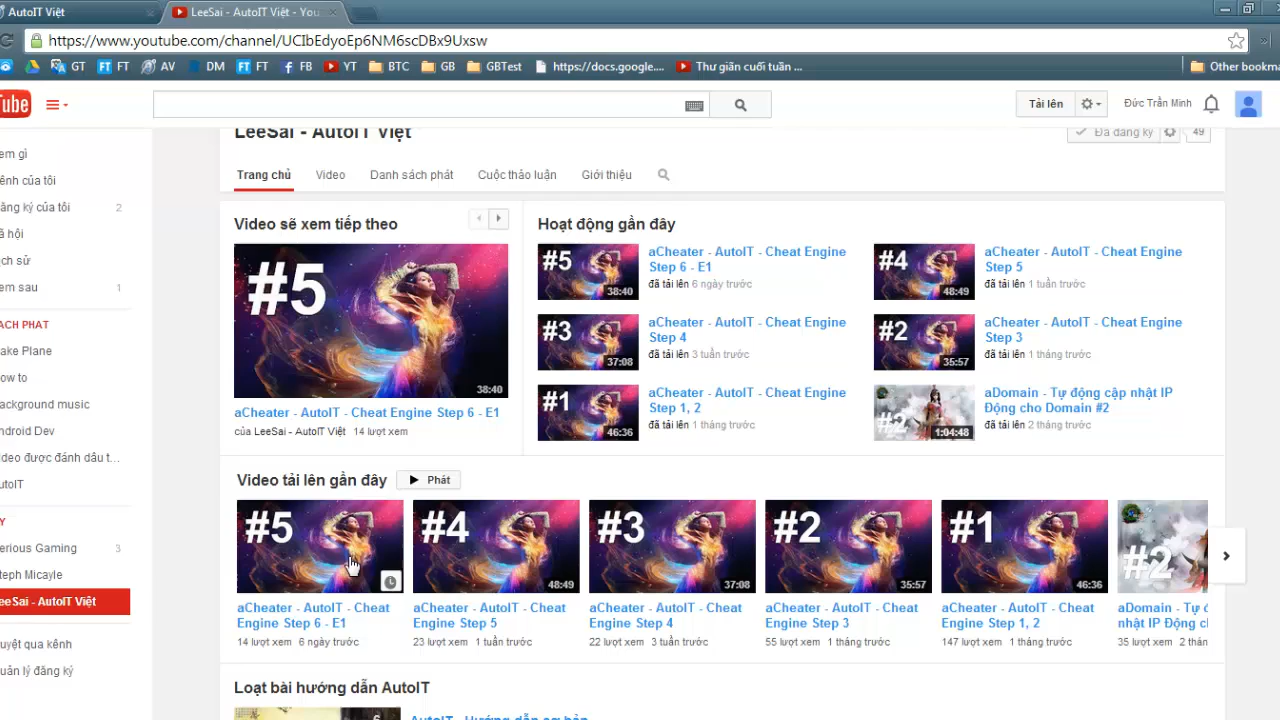 AutoIT Việt
LeeSai - AutoIT Việt - You
https://www.youtube.com/channel/UCIbEdyoEp6NM6scDBx9Uxsw
GT FT AV DM FT FB YT BTC GB GBTest https://docs.google.... Thư giãn cuối tuần ... Other bookma
Tube
Tải lên
Đức Trần Minh
LeeSai - AutoIT Việt
Đã đăng ký
49
Trang chủ Video Danh sách phát Cuộc thảo luận Giới thiệu
em gì
ênh của tôi
ăng ký của tôi 2
ã hội
ch sử
em sau 1
ÁCH PHÁT
ake Plane
ow to
ackground music
ndroid Dev
ideo được đánh dấu t...
utoIT
Ý
erious Gaming 3
teph Micayle
eeSai - AutoIT Việt
uyệt qua kênh
uản lý đăng ký
Video sẽ xem tiếp theo
#5
38:40
aCheater - AutoIT - Cheat Engine Step 6 - E1
của LeeSai - AutoIT Việt 14 lượt xem
Hoạt động gần đây
#5
38:40
aCheater - AutoIT - Cheat Engine
Step 6 - E1
đã tải lên 6 ngày trước
#4
48:49
aCheater - AutoIT - Cheat Engine
Step 5
đã tải lên 1 tuần trước
#3
37:08
aCheater - AutoIT - Cheat Engine
Step 4
đã tải lên 3 tuần trước
#2
35:57
aCheater - AutoIT - Cheat Engine
Step 3
đã tải lên 1 tháng trước
#1
46:36
aCheater - AutoIT - Cheat Engine
Step 1, 2
đã tải lên 1 tháng trước
#2
1:04:48
aDomain - Tự động cập nhật IP
Động cho Domain #2
đã tải lên 2 tháng trước
Video tải lên gần đây
Phát
#5
aCheater - AutoIT - Cheat
Engine Step 6 - E1
14 lượt xem 6 ngày trước
#4
48:49
aCheater - AutoIT - Cheat
Engine Step 5
23 lượt xem 1 tuần trước
#3
37:08
aCheater - AutoIT - Cheat
Engine Step 4
22 lượt xem 3 tuần trước
#2
35:57
aCheater - AutoIT - Cheat
Engine Step 3
55 lượt xem 1 tháng trước
#1
46:36
aCheater - AutoIT - Cheat
Engine Step 1, 2
147 lượt xem 1 tháng trước
#2
aDomain - Tự đ
nhật IP Động ch
35 lượt xem 2 thán
Loạt bài hướng dẫn AutoIT
6
AutoIT - Hướng dẫn cơ bản